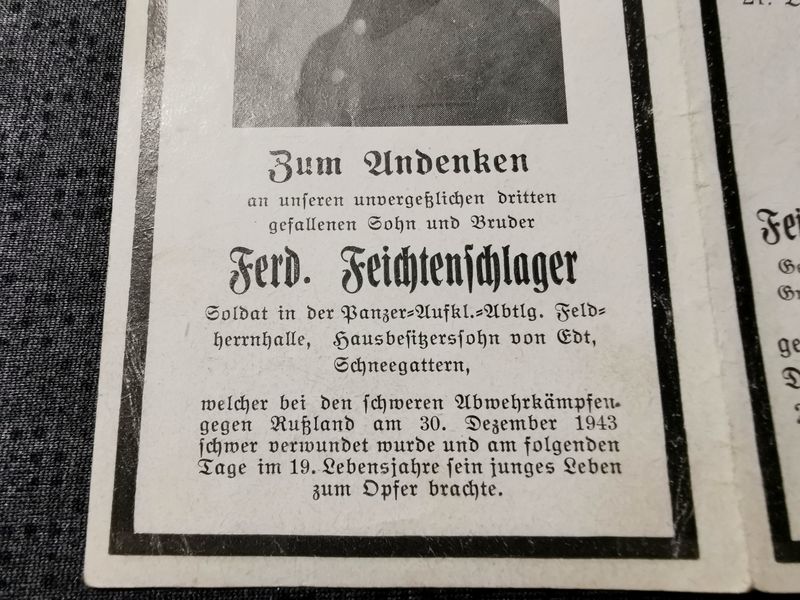 Zum Andenken
an unseren unvergeßlichen dritten
gefallenen Sohn und Bruder
Ferd. Feichtenschlager
Soldat in der Panzer-Aufkl.-Abtlg. Feld-
herrnhalle, Hausbesitzerssohn von Edt,
Schneegattern,
welcher bei den schweren Abwehrkämpfen
gegen Rußland am 30. Dezember 1943
schwer verwundet wurde und am folgenden
Tage im 19. Lebensjahre sein junges Leben
zum Opfer brachte.